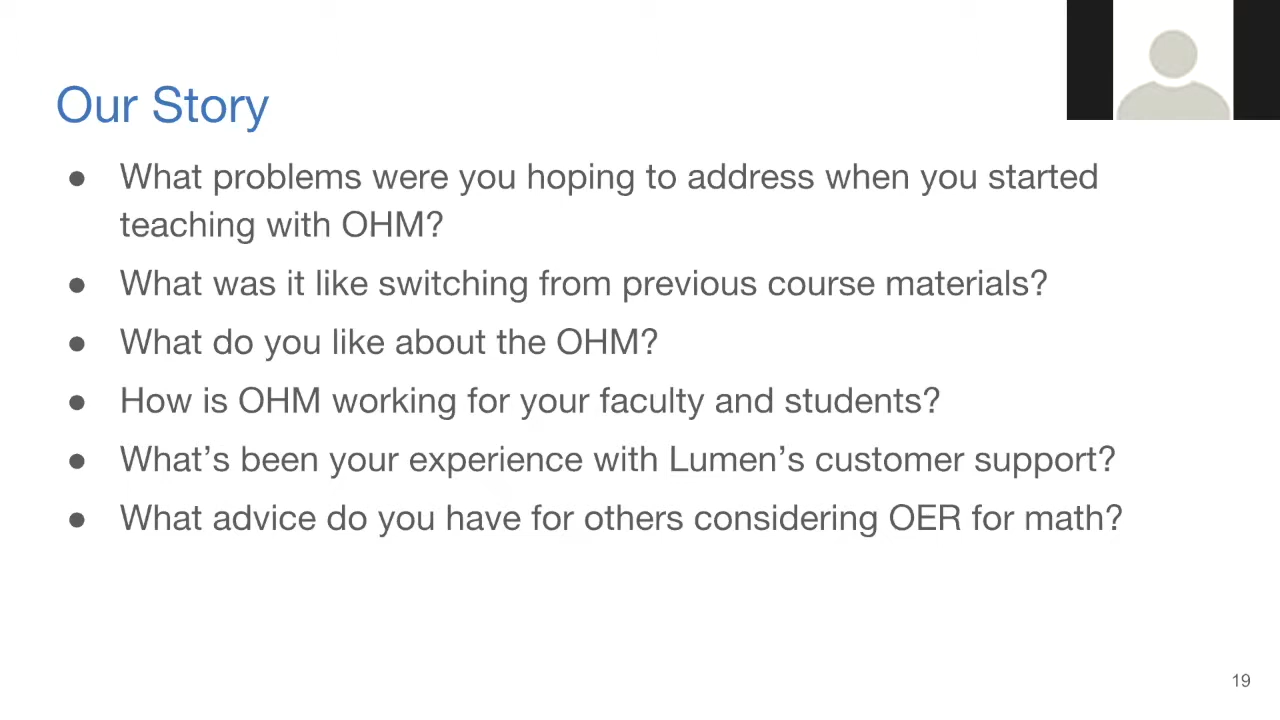 Our Story
● What problems were you hoping to address when you started
teaching with OHM?
● What was it like switching from previous course materials?
● What do you like about the OHM?
● How is OHM working for your faculty and students?
● What’s been your experience with Lumen’s customer support?
● What advice do you have for others considering OER for math?
19